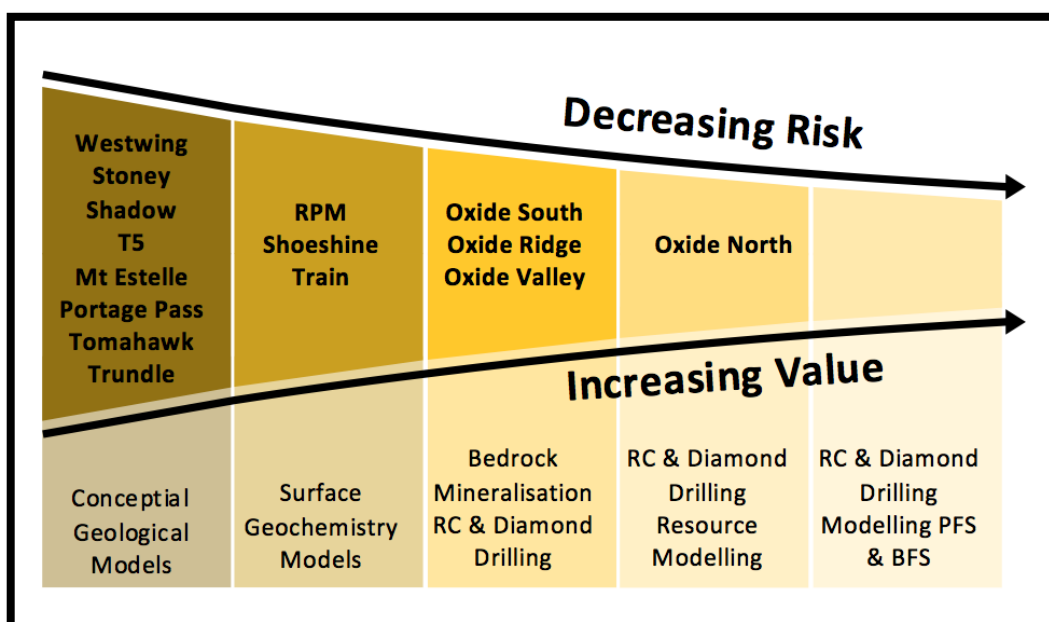 Decreasing Risk
Westwing
Stoney
Shadow
T5
Mt Estelle
Portage Pass
Tomahawk
Trundle
RPM
Shoeshine
Train
Oxide South
Oxide Ridge
Oxide Valley
Oxide North
Increasing Value
Conceptial
Geological
Models
Surface
Geochemistry
Models
Bedrock
Mineralisation
RC & Diamond
Drilling
RC & Diamond
Drilling
Resource
Modelling
RC & Diamond
Drilling
Modelling PFS
& BFS